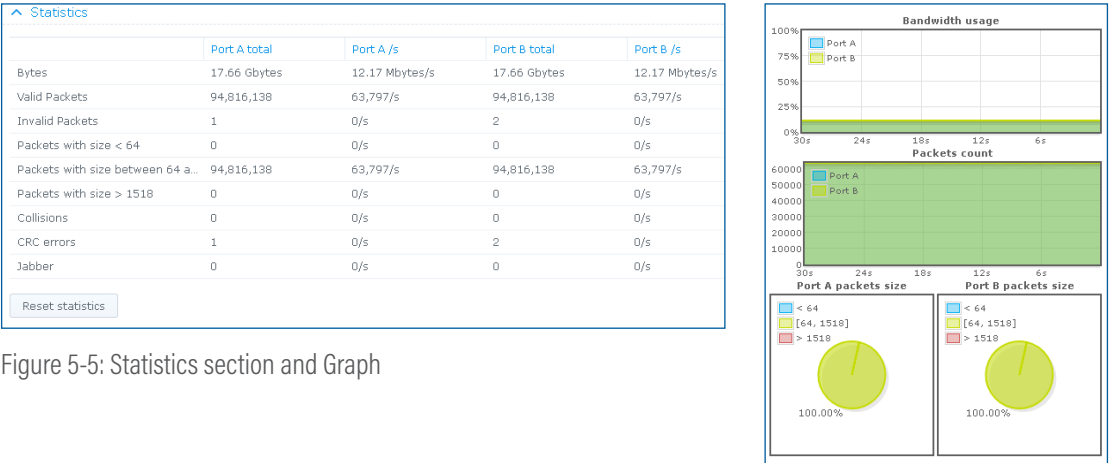 Statistics
Port A total Port A /s Port B total Port B /s
Bytes 17.66 Gbytes 12.17 Mbytes/s 17.66 Gbytes 12.17 Mbytes/s
Valid Packets 94,816,138 63,797/s 94,816,138 63,797/s
Invalid Packets 1 0/s 2 0/s
Packets with size < 64 0 0/s 0 0/s
Packets with size between 64 a... 94,816,138 63,797/s 94,816,138 63,797/s
Packets with size > 1518 0 0/s 0 0/s
Collisions 0 0/s 0 0/s
CRC errors 1 0/s 2 0/s
Jabber 0 0/s 0 0/s
Reset statistics
Figure 5-5: Statistics section and Graph
Bandwidth usage
100%
75%
50%
25%
0%
Port A
Port B
30s 24s 18s 12s 6s
Packets count
60000
50000
40000
30000
20000
10000
0
Port A
Port B
30s 24s 18s 12s 6s
Port A packets size
< 64
[64, 1518]
> 1518
100.00%
Port B packets size
< 64
[64, 1518]
> 1518
100.00%